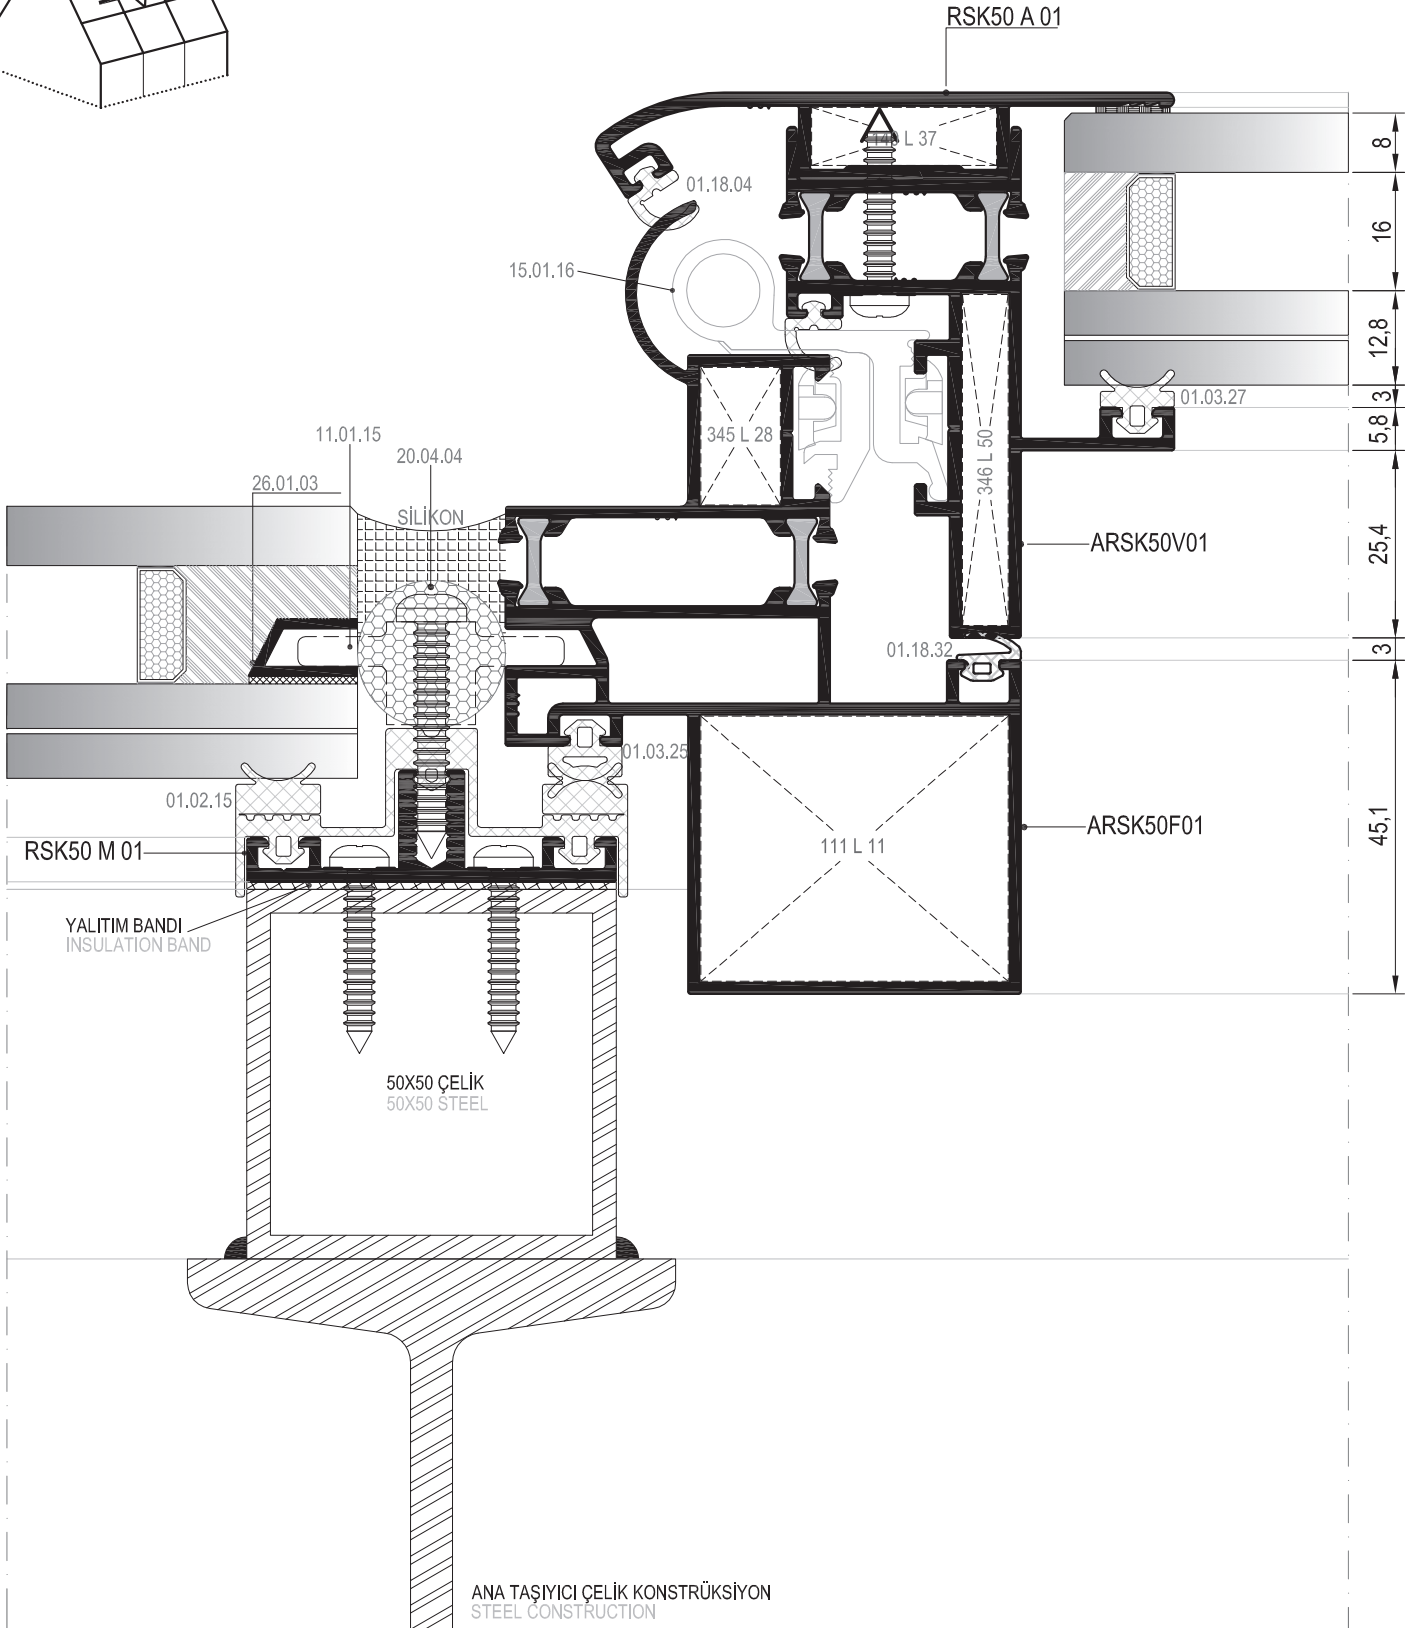 RSK50 A 01
8
149 L 37
01.18.04
16
15.01.16
12,8
01.03.27
3
5,8
345 L 28
346 L 50
11.01.15
20.04.04
26.01.03
SİLİKON
ARSK50V01
25,4
01.18.32
3
01.03.25
01.02.15
RSK50 M 01
111 L 11
ARSK50F01
45,1
YALITIM BANDI
INSULATION BAND
50X50 ÇELİK
50X50 STEEL
ANA TAŞIYICI ÇELİK KONSTRÜKSİYON
STEEL CONSTRUCTION